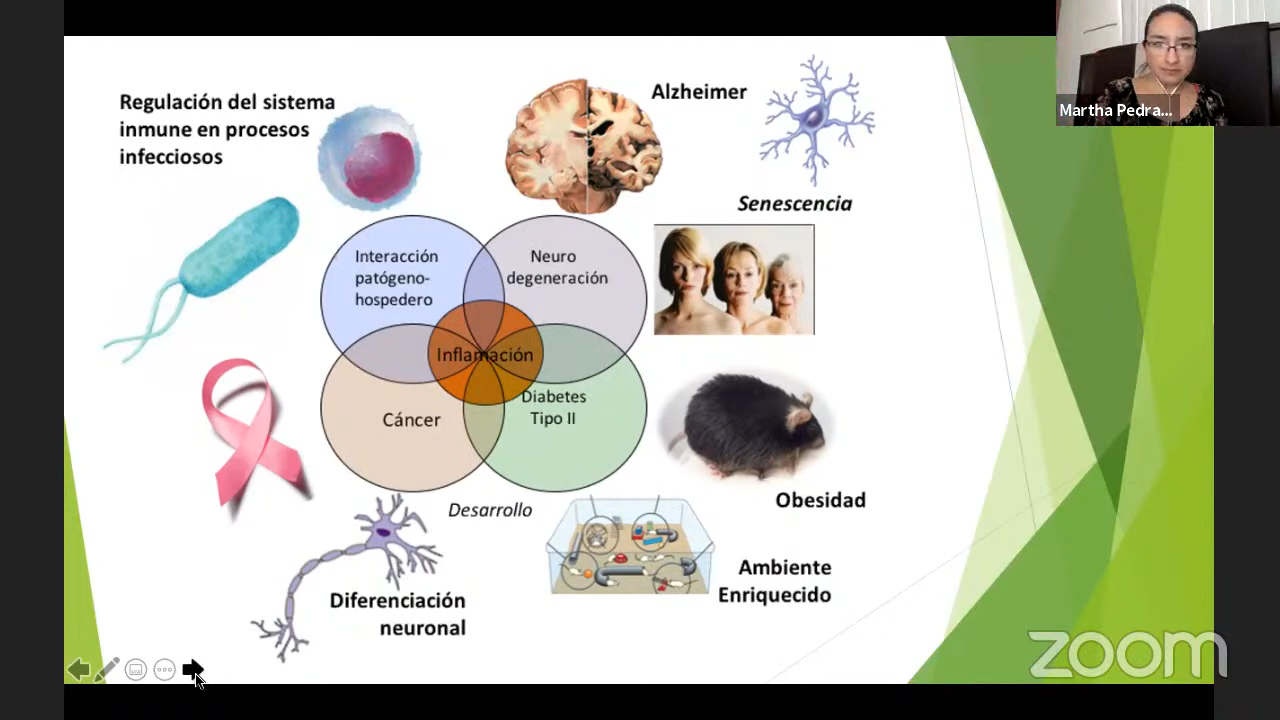 Regulación del sistema
inmune en procesos
infecciosos
Alzheimer
Senescencia
Interacción
patógeno-
hospedero
Neuro
degeneración
Inflamación
Cáncer
Diabetes
Tipo II
Obesidad
Desarrollo
Ambiente
Enriquecido
Diferenciación
neuronal
Martha Pedra...
zoom